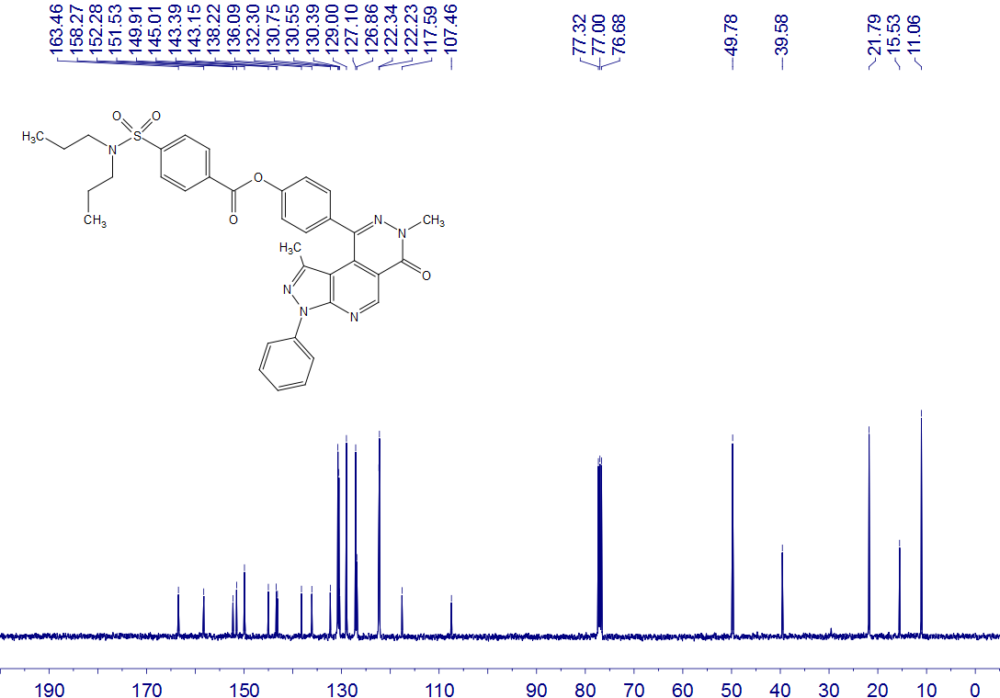 163.46
158.27
152.28
151.53
149.91
145.01
143.39
143.15
138.22
136.09
132.30
130.75
130.55
130.39
129.00
127.10
126.86
122.34
122.23
117.59
107.46
77.32
77.00
76.68
49.78
39.58
21.79
15.53
11.06
O O
H3C S
N
O
CH3 O
N CH3
H3C N
N O
N N
190 170 150 130 110 90 80 70 60 50 40 30 20 10 0